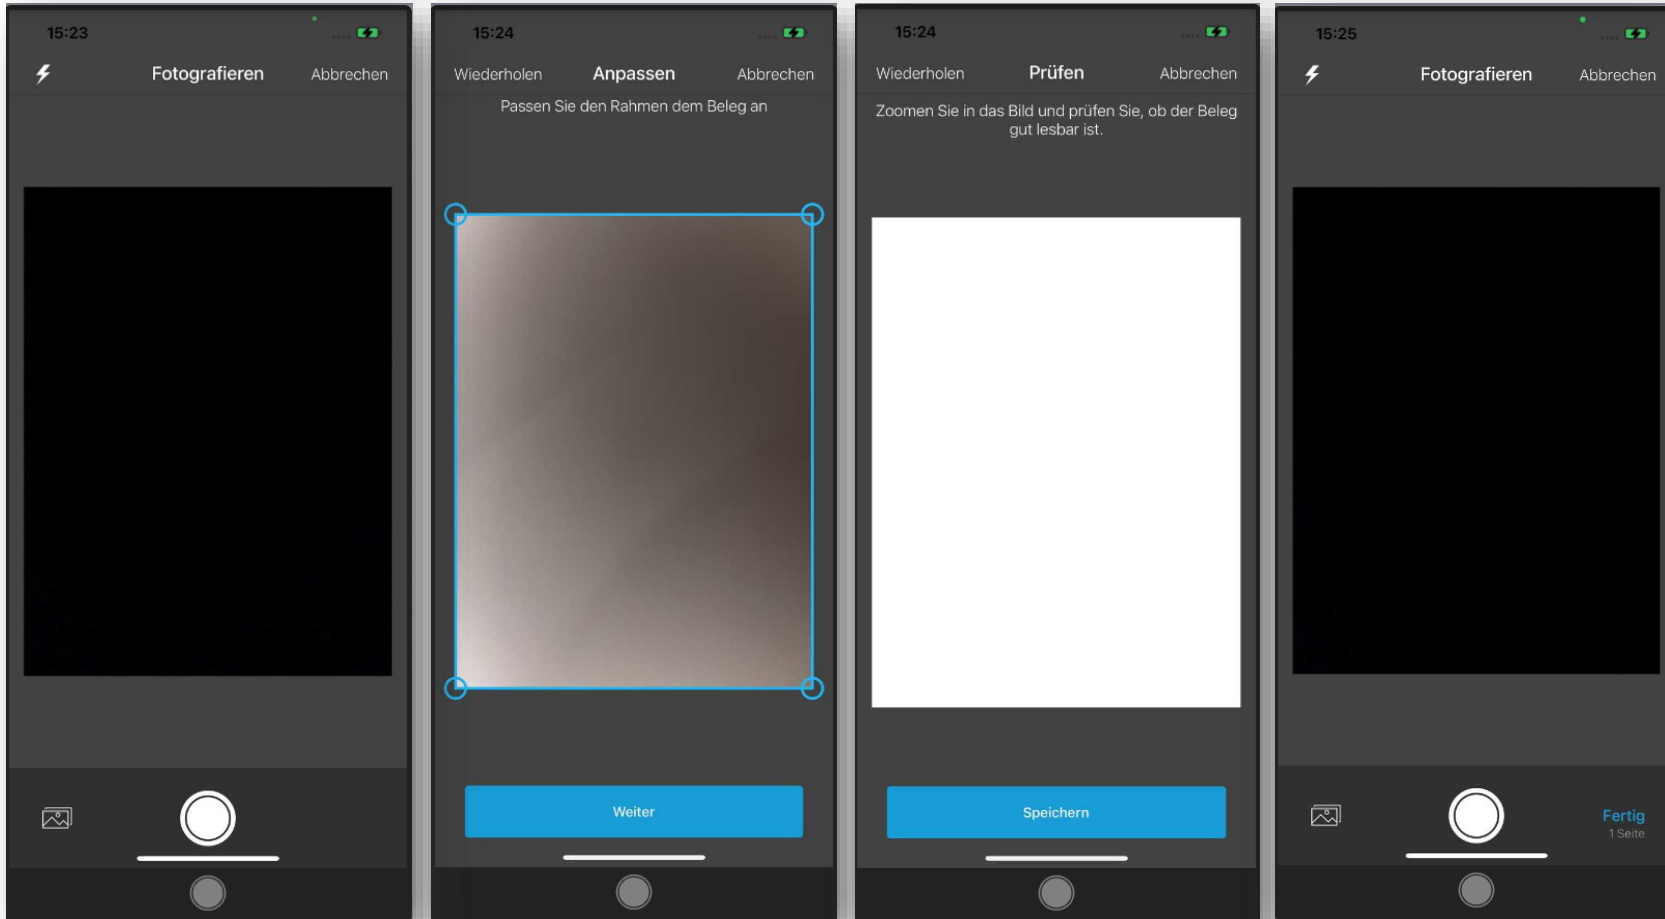 15:23
Fotografieren
Abbrechen
15:24
Wiederholen
Anpassen
Abbrechen
Passen Sie den Rahmen dem Beleg an
Weiter
15:24
Wiederholen
Prüfen
Abbrechen
Zoomen Sie in das Bild und prüfen Sie, ob der Beleg
gut lesbar ist.
Speichern
15:25
Fotografieren
Abbrechen
Fertig
1 Seite